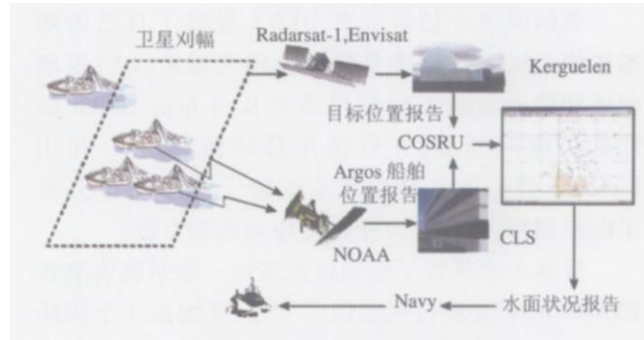 卫星刈幅
Radarsat-1,Envisat
Kerguelen
目标位置报告
COSRU
Argos 船舶
位置报告
NOAA
CLS
Navy
水面状况报告